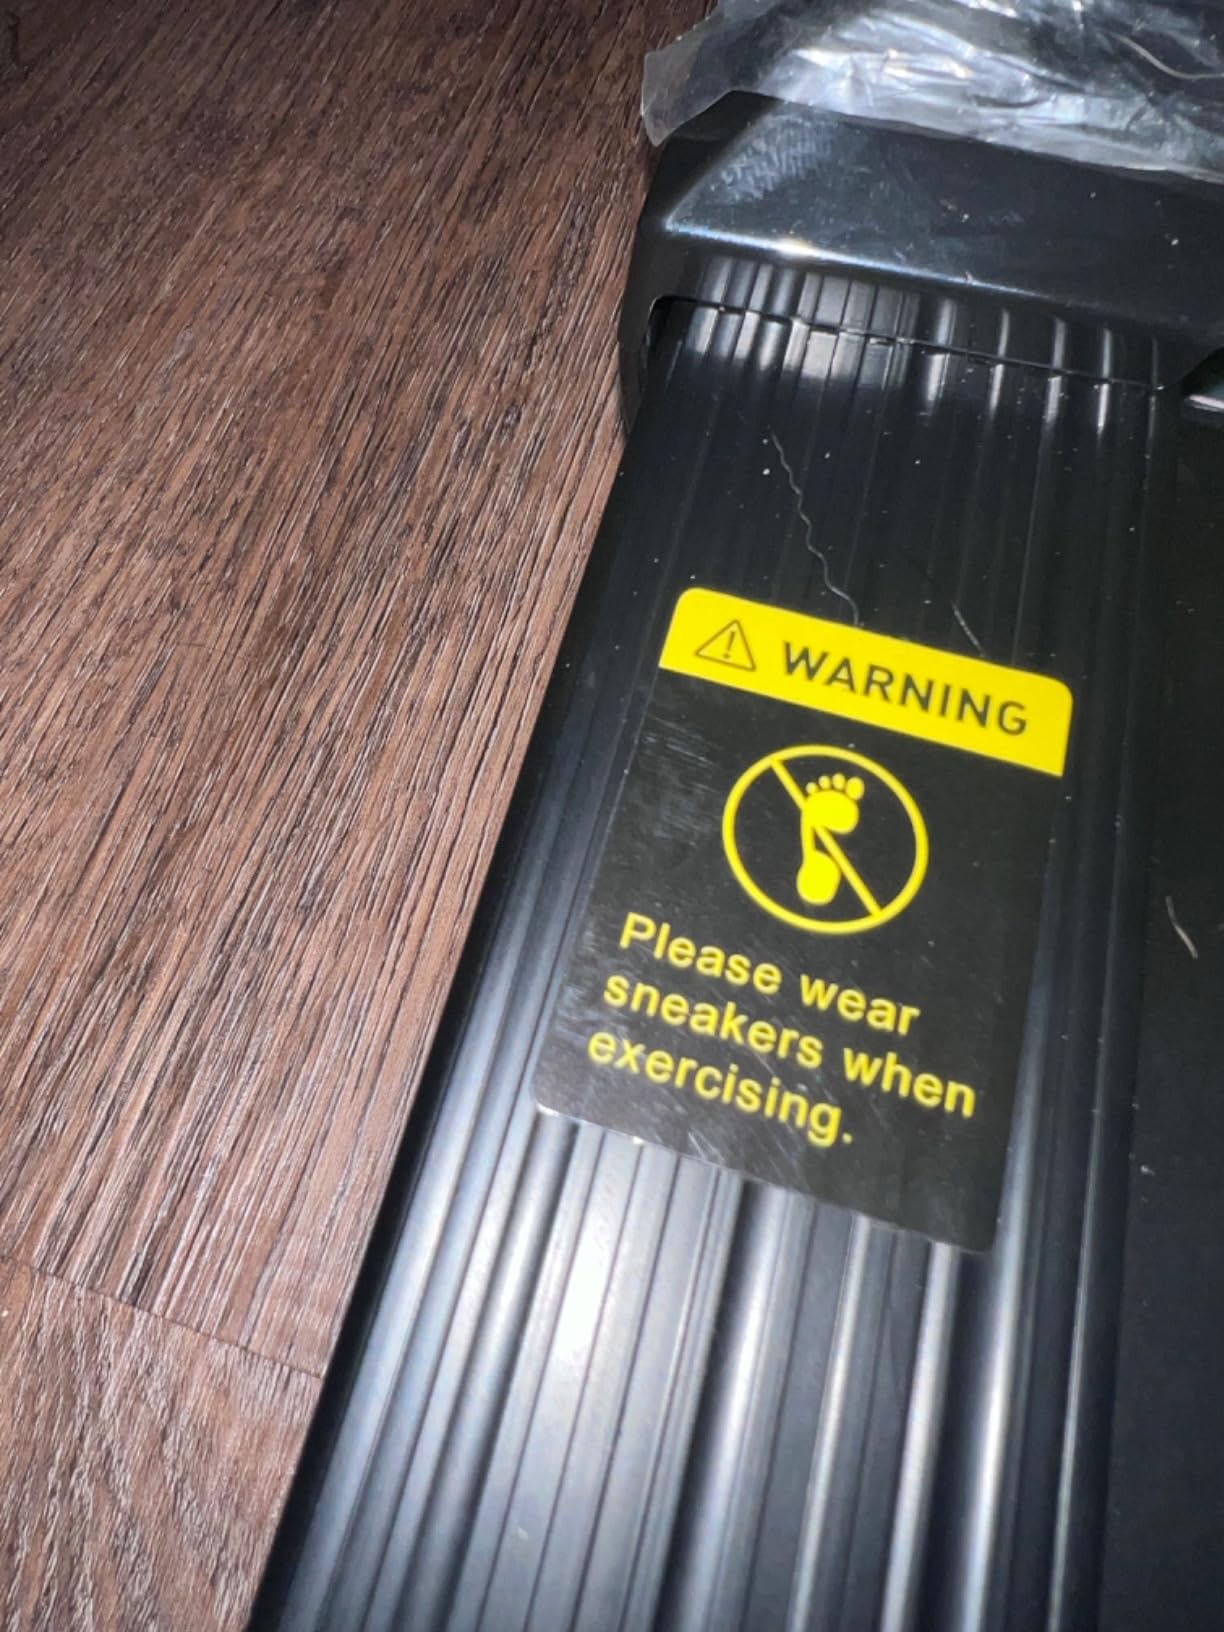 WARNING
Please wear
sneakers when
exercising.